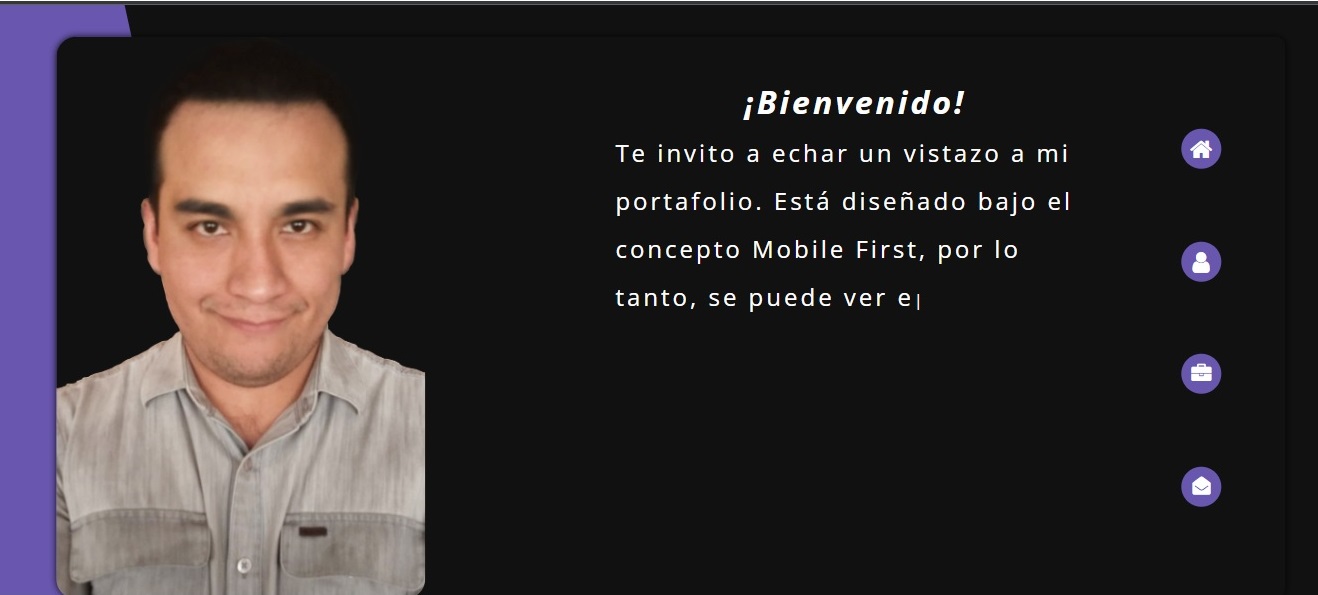 ¡Bienvenido!
Te invito a echar un vistazo a mi
portafolio. Está diseñado bajo el
concepto Mobile First, por lo
tanto, se puede ver e|